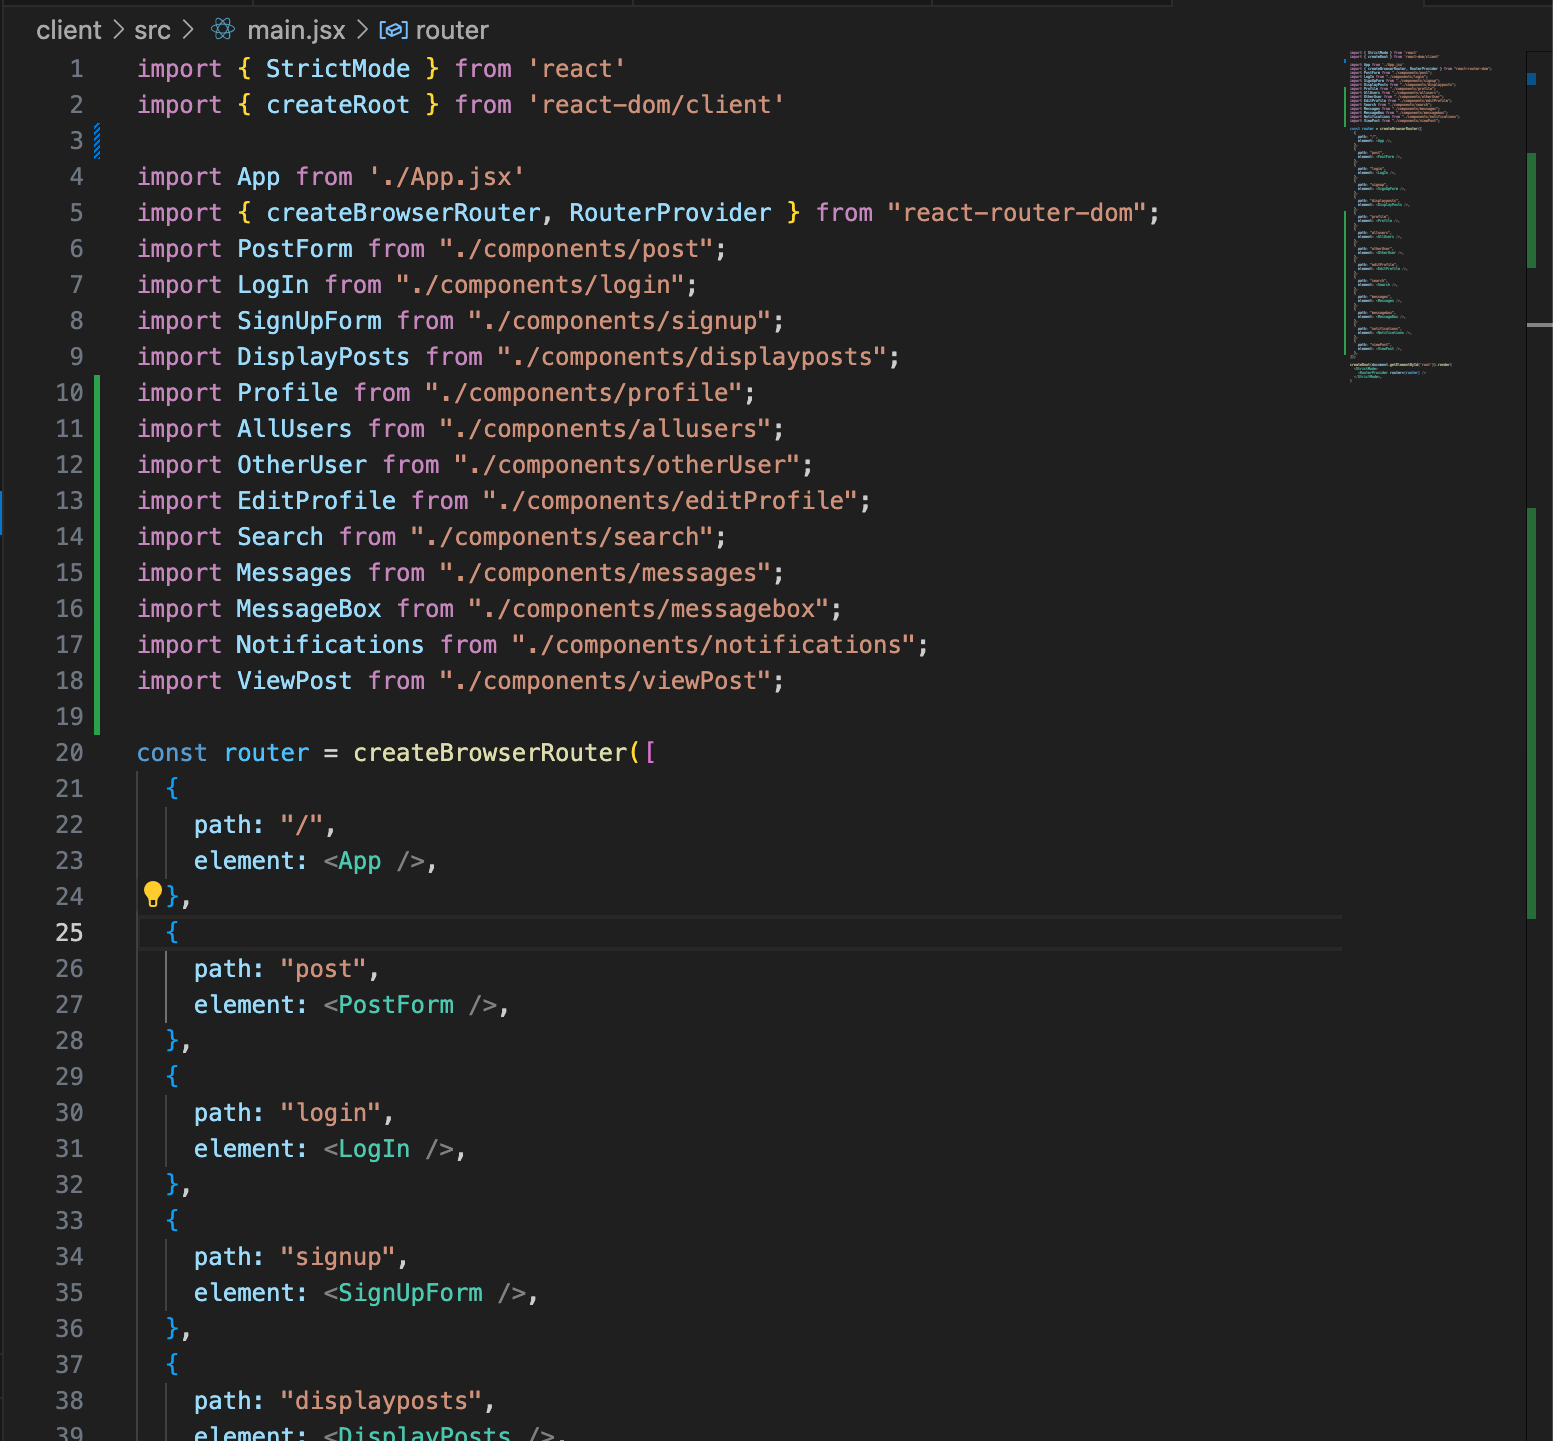 client > src > main.jsx > router
1 import { StrictMode } from 'react'
2 import { createRoot } from 'react-dom/client'
3
4 import App from './App.jsx'
5 import { createBrowserRouter, RouterProvider } from "react-router-dom";
6 import PostForm from "./components/post";
7 import LogIn from "./components/login";
8 import SignUpForm from "./components/signup";
9 import DisplayPosts from "./components/displayposts";
10 import Profile from "./components/profile";
11 import AllUsers from "./components/allusers";
12 import OtherUser from "./components/otherUser";
13 import EditProfile from "./components/editProfile";
14 import Search from "./components/search";
15 import Messages from "./components/messages";
16 import MessageBox from "./components/messagebox";
17 import Notifications from "./components/notifications";
18 import ViewPost from "./components/viewPost";
19
20 const router = createBrowserRouter([
21 {
22 path: "/",
23 element: <App />,
24 },
25 {
26 path: "post",
27 element: <PostForm />,
28 },
29 {
30 path: "login",
31 element: <LogIn />,
32 },
33 {
34 path: "signup",
35 element: <SignUpForm />,
36 },
37 {
38 path: "displayposts",
39 element: <DisplayPosts />,